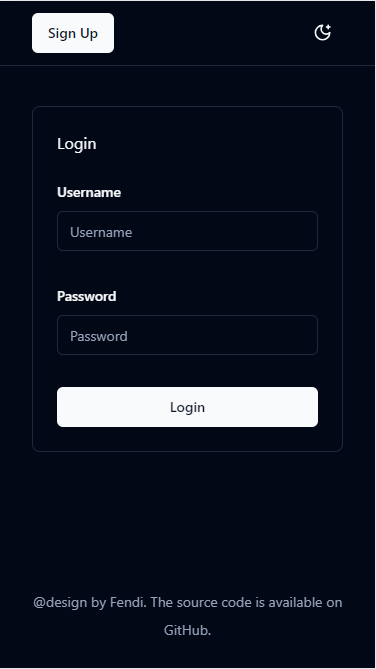 Sign Up
Login
Username
Username
Password
Password
Login
@design by Fendi. The source code is available on
GitHub.